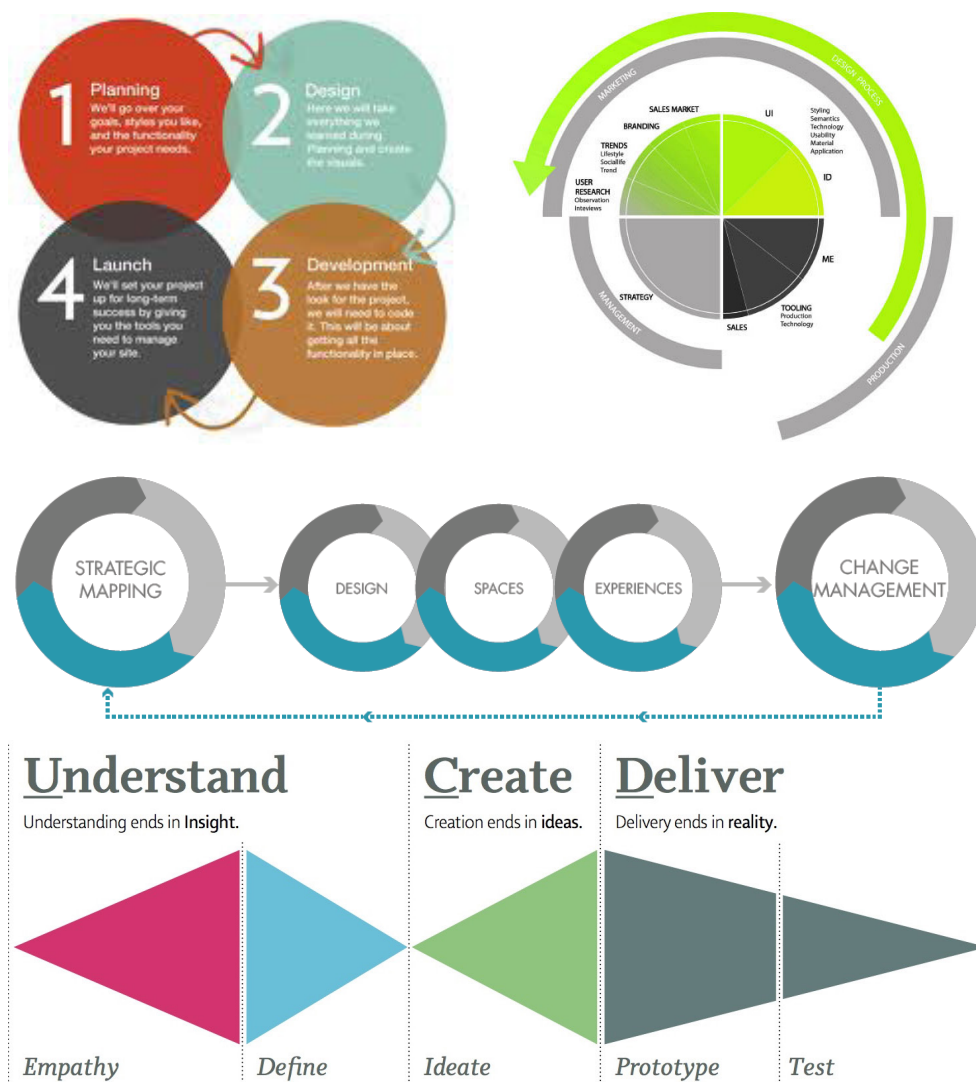 1
Planning
We'll go over your
goals, styles you like,
and the functionality
your project needs.
2
Design
Here we will take
everything we
learned during
Planning and create
the visuals.
4
Launch
We'll set your project
up for long-term
success by giving
you the tools you
need to manage
your site.
3
Development
After we have the
look for the project,
we will need to code
it. This will be about
getting all the
functionality in place.
DESIGN PROCESS
MARKETING
SALES MARKET
BRANDING
TRENDS
Lifestyle
Sociallife
Trend
USER
RESEARCH
Observation
Inteviews
UI
Styling
Semantics
Technology
Usability
Material
Application
ID
ME
TOOLING
Production
Technology
SALES
STRATEGY
MANAGEMENT
PRODUCTION
STRATEGIC
MAPPING
DESIGN
SPACES
EXPERIENCES
CHANGE
MANAGEMENT
Understand
Understanding ends in Insight.
Create
Creation ends in ideas.
Deliver
Delivery ends in reality.
Empathy
Define
Ideate
Prototype
Test